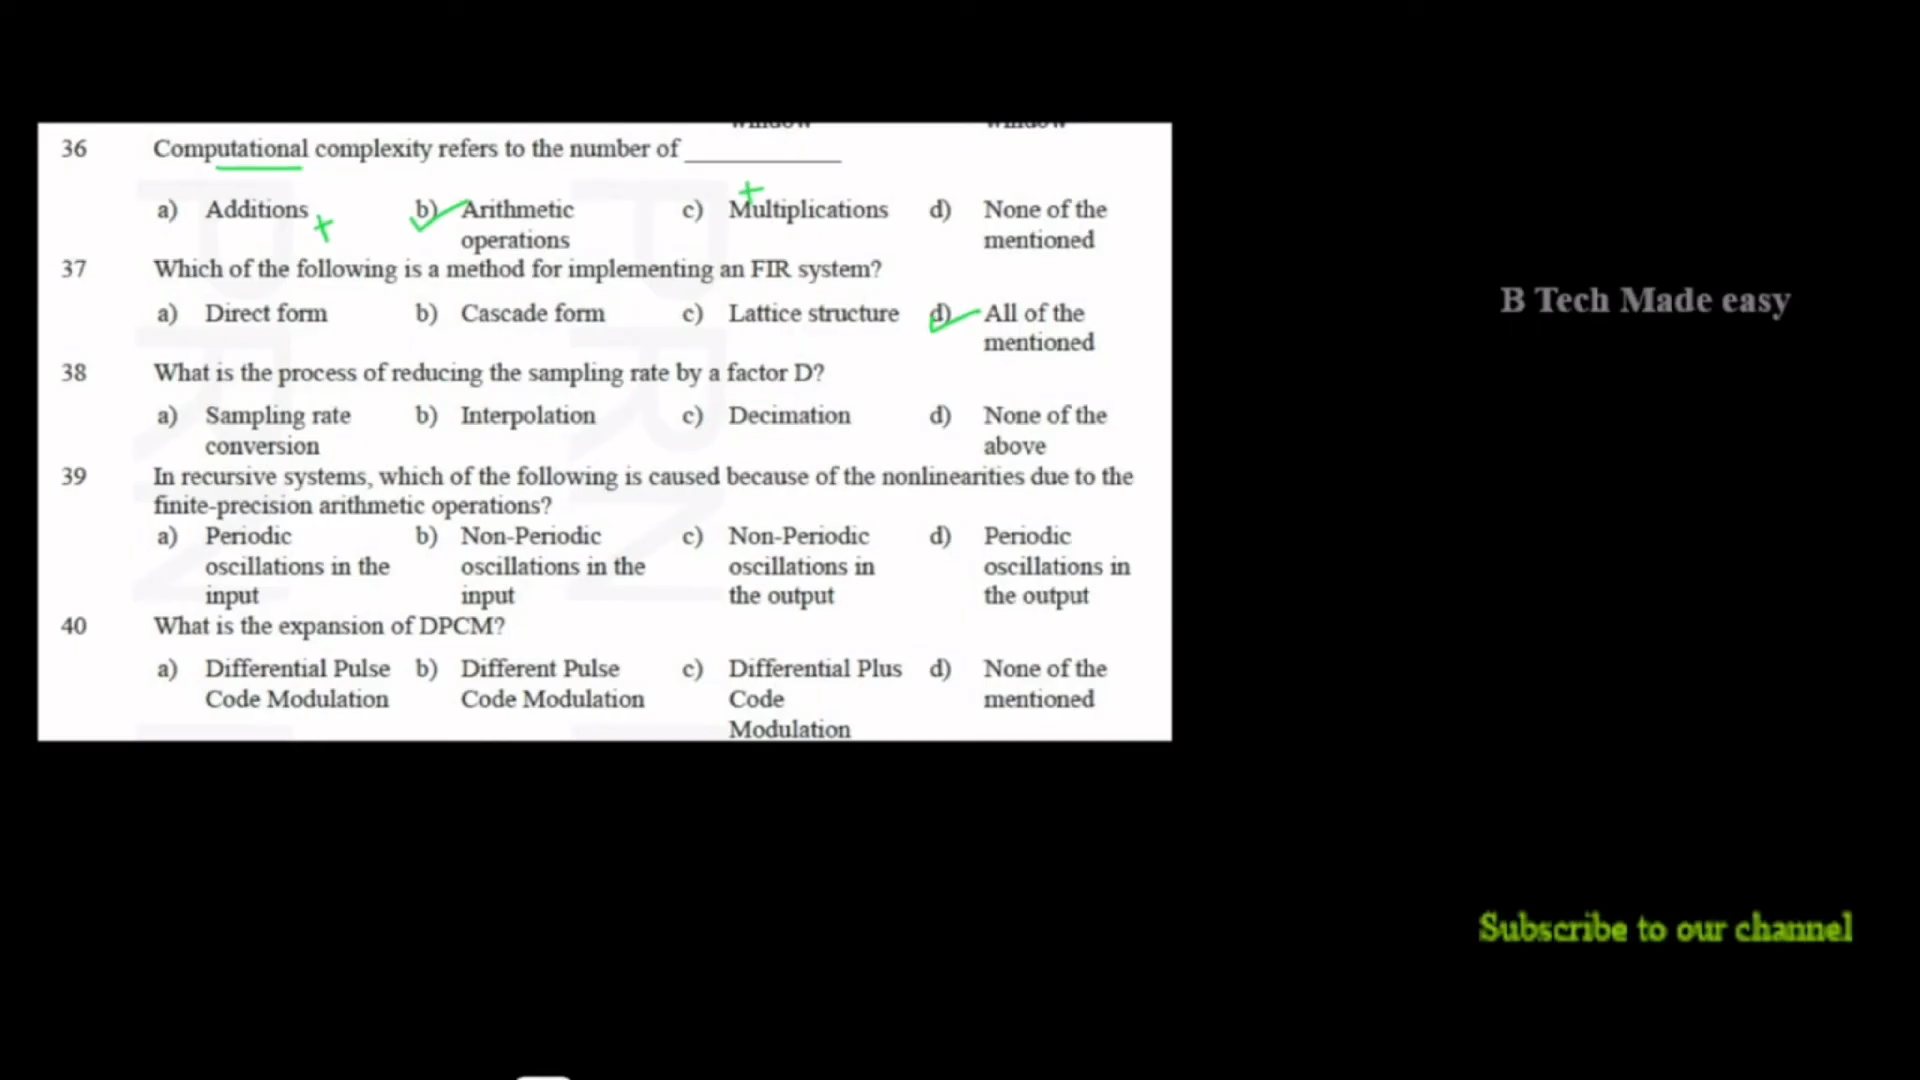 36 Computational complexity refers to the number of ____________
a) Additions b) Arithmetic operations c) Multiplications d) None of the mentioned
37 Which of the following is a method for implementing an FIR system?
a) Direct form b) Cascade form c) Lattice structure d) All of the mentioned
38 What is the process of reducing the sampling rate by a factor D?
a) Sampling rate conversion b) Interpolation c) Decimation d) None of the above
39 In recursive systems, which of the following is caused because of the nonlinearities due to the
finite-precision arithmetic operations?
a) Periodic oscillations in the input b) Non-Periodic oscillations in the input c) Non-Periodic oscillations in the output d) Periodic oscillations in the output
40 What is the expansion of DPCM?
a) Differential Pulse Code Modulation b) Different Pulse Code Modulation c) Differential Plus Code Modulation d) None of the mentioned
B Tech Made easy
Subscribe to our channel